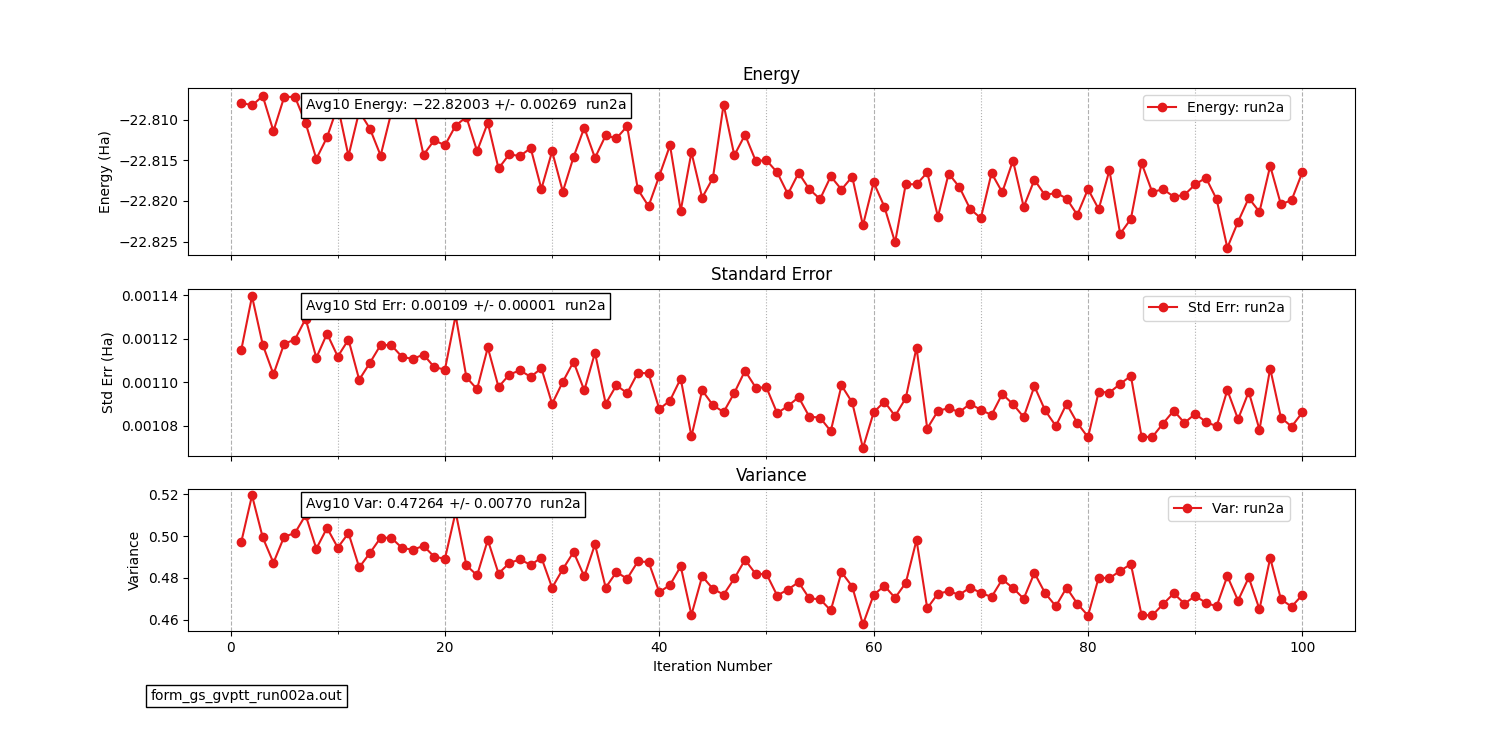 Energy
Avg10 Energy: −22.82003 +/- 0.00269  run2a
Energy: run2a
Energy (Ha)
−22.810
−22.815
−22.820
−22.825
Standard Error
Avg10 Std Err: 0.00109 +/- 0.00001  run2a
Std Err: run2a
Std Err (Ha)
0.00114
0.00112
0.00110
0.00108
Variance
Avg10 Var: 0.47264 +/- 0.00770  run2a
Var: run2a
Variance
0.52
0.50
0.48
0.46
0 20 40 60 80 100
Iteration Number
form_gs_gvptt_run002a.out